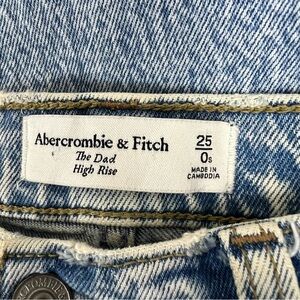 Abercrombie & Fitch
The Dad
High Rise
25
0s
MADE IN
CAMBODIA